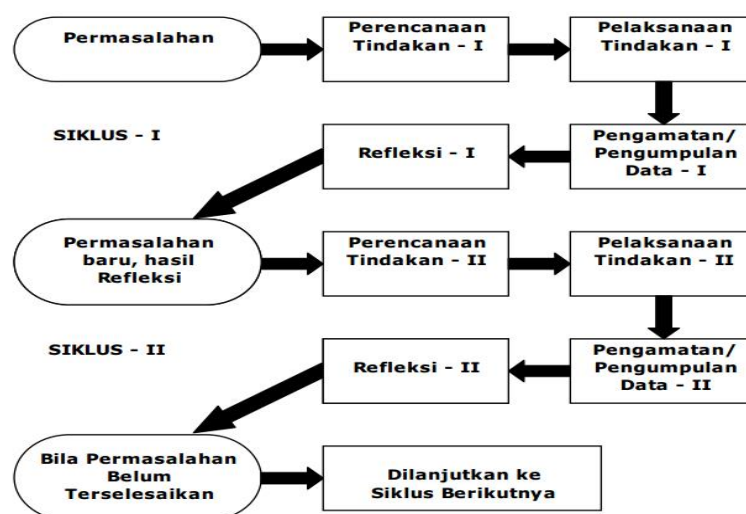 Permasalahan
Perencanaan
Tindakan - I
Pelaksanaan
Tindakan - I
SIKLUS - I
Refleksi - I
Pengamatan/
Pengumpulan
Data - I
Permasalahan
baru, hasil
Refleksi
Perencanaan
Tindakan - II
Pelaksanaan
Tindakan - II
SIKLUS - II
Refleksi - II
Pengamatan/
Pengumpulan
Data - II
Bila Permasalahan
Belum
Terselesaikan
Dilanjutkan ke
Siklus Berikutnya